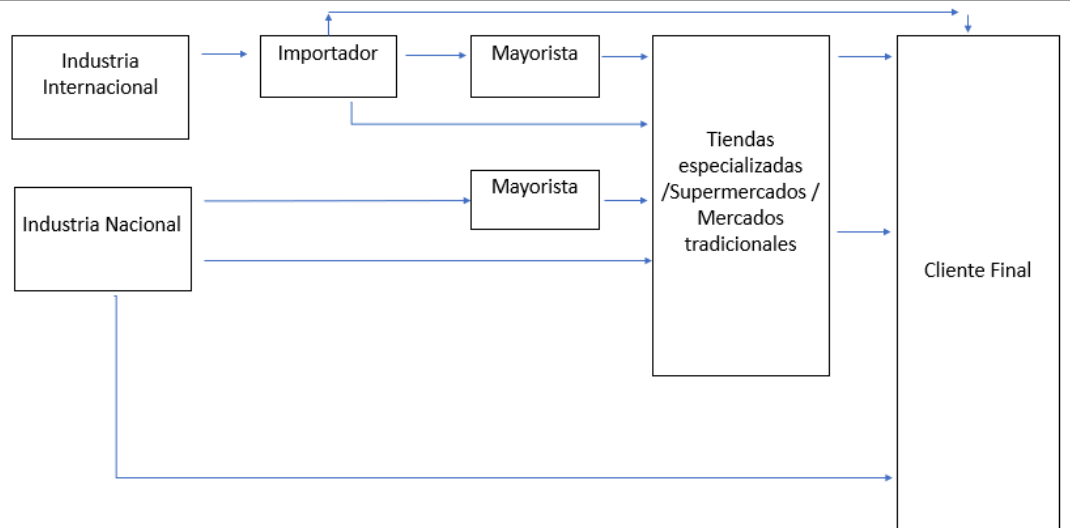 Industria
Internacional
Importador
Mayorista
Tiendas
especializadas
/Supermercados /
Mercados
tradicionales
Mayorista
Industria Nacional
Cliente Final